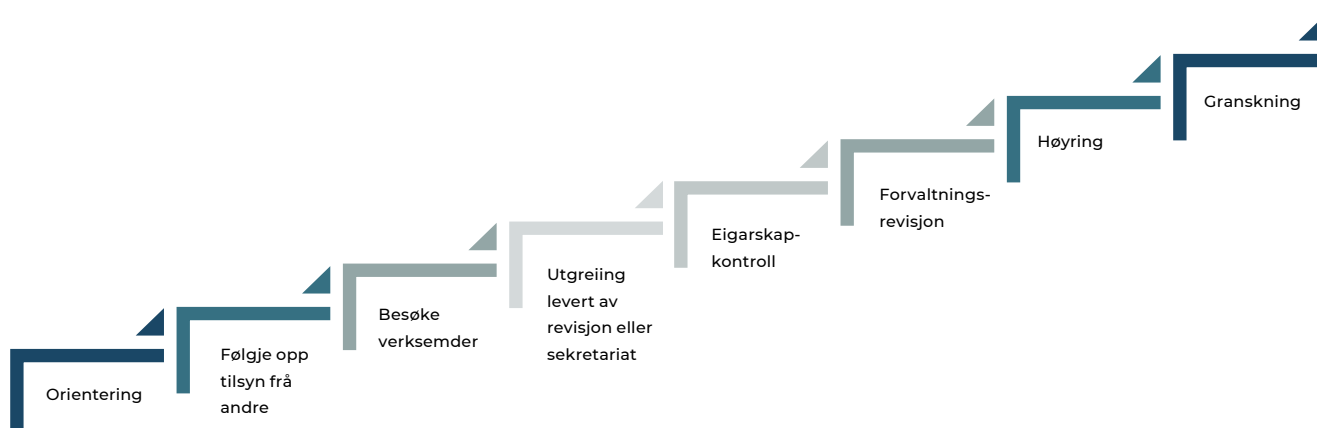 Orientering
Følgje opp
tilsyn frå
andre
Besøke
verksemder
Utgreiing
levert av
revisjon eller
sekretariat
Eigarskap-
kontroll
Forvaltnings-
revisjon
Høyring
Granskning